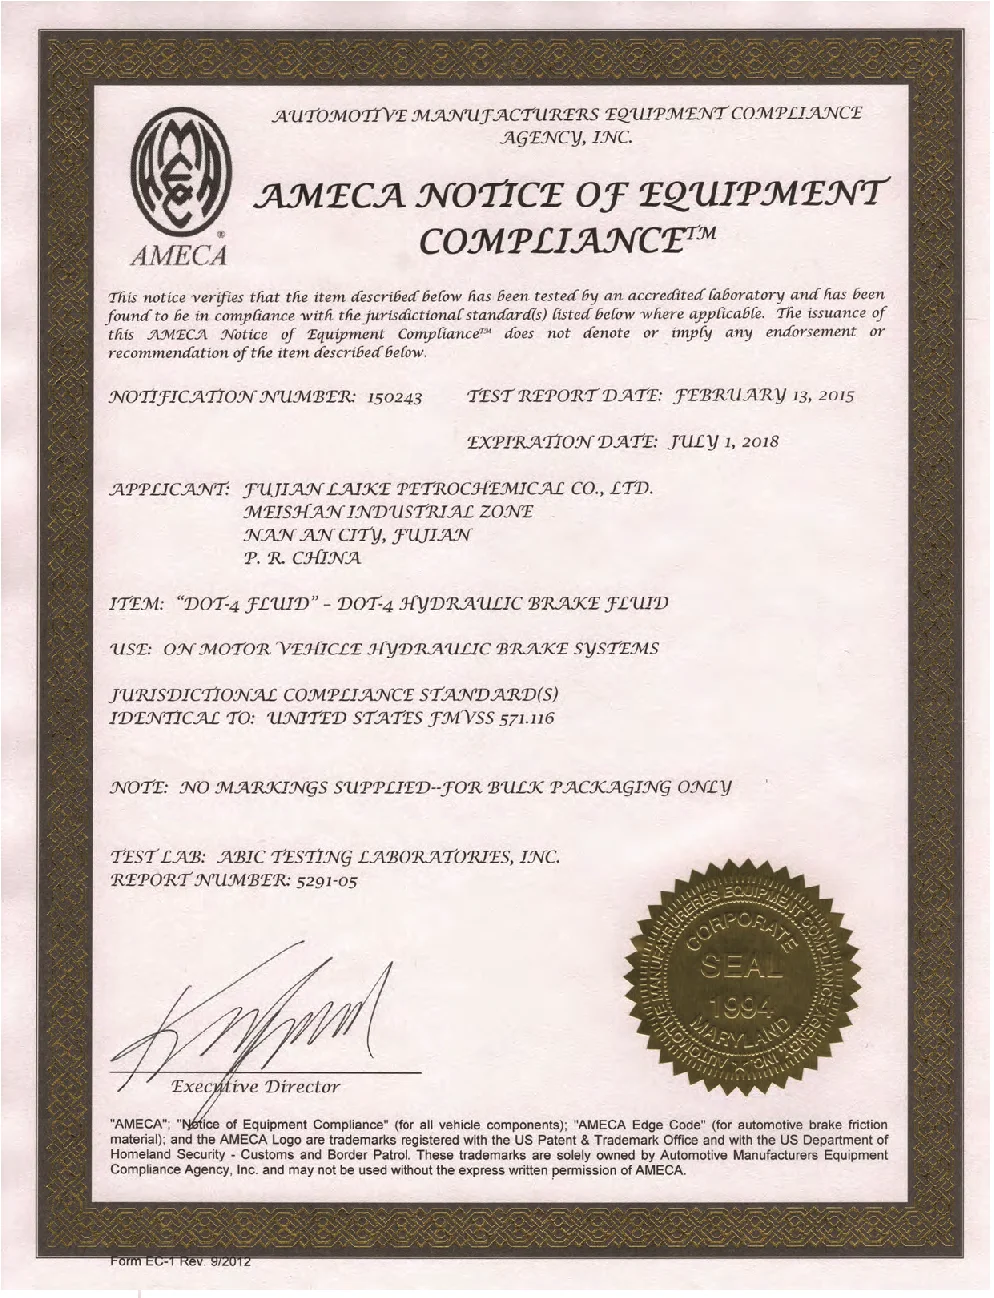 AUTOMOTIVE MANUFACTURERS EQUIPMENT COMPLIANCE
AGENCY, INC.
AMECA NOTICE OF EQUIPMENT
COMPLIANCE™
AMECA
®
AMECA
This notice verifies that the item described below has been tested by an accredited laboratory and has been
found to be in compliance with the jurisdictional standard(s) listed below where applicable. The issuance of
this AMECA Notice of Equipment Compliance™ does not denote or imply any endorsement or
recommendation of the item described below.
NOTIFICATION NUMBER: 150243 TEST REPORT DATE: FEBRUARY 13, 2015
EXPIRATION DATE: JULY 1, 2018
APPLICANT: FUJIAN LAIKE PETROCHEMICAL CO., LTD.
MEISHAN INDUSTRIAL ZONE
NAN AN CITY, FUJIAN
P. R. CHINA
ITEM: "DOT-4 FLUID" - DOT-4 HYDRAULIC BRAKE FLUID
USE: ON MOTOR VEHICLE HYDRAULIC BRAKE SYSTEMS
JURISDICTIONAL COMPLIANCE STANDARD(S)
IDENTICAL TO: UNITED STATES FMVSS 571.116
NOTE: NO MARKINGS SUPPLIED--FOR BULK PACKAGING ONLY
TEST LAB: ABIC TESTING LABORATORIES, INC.
REPORT NUMBER: 5291-05
CORPORATE
SEAL
1994
MARYLAND
Executive Director
"AMECA"; "Notice of Equipment Compliance" (for all vehicle components); "AMECA Edge Code" (for automotive brake friction
material); and the AMECA Logo are trademarks registered with the US Patent & Trademark Office and with the US Department of
Homeland Security - Customs and Border Patrol. These trademarks are solely owned by Automotive Manufacturers Equipment
Compliance Agency, Inc. and may not be used without the express written permission of AMECA.
Form EC-1 Rev. 9/2012